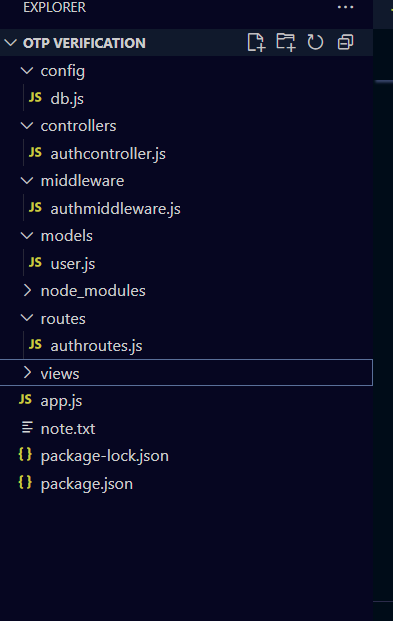 EXPLORER
OTP VERIFICATION
config
JS db.js
controllers
JS authcontroller.js
middleware
JS authmiddleware.js
models
JS user.js
node_modules
routes
JS authroutes.js
views
JS app.js
note.txt
{} package-lock.json
{} package.json